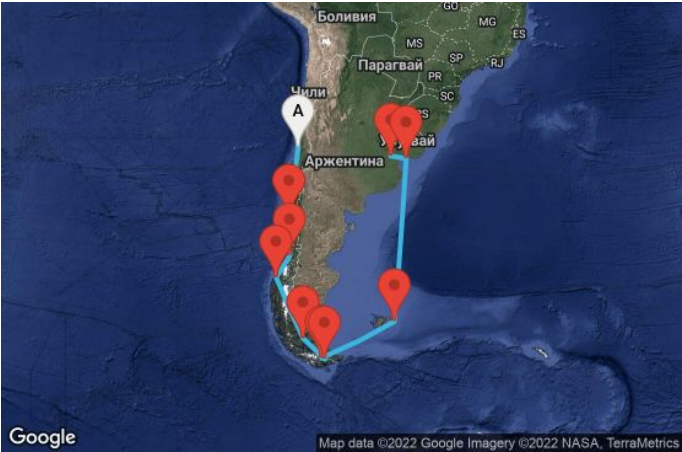 GO
Боливия
MG
ES
MS
SP
Парагвай
RJ
PR
Чили
SC
A
Аржентина
Google
Map data ©2022 Google Imagery ©2022 NASA, TerraMetrics